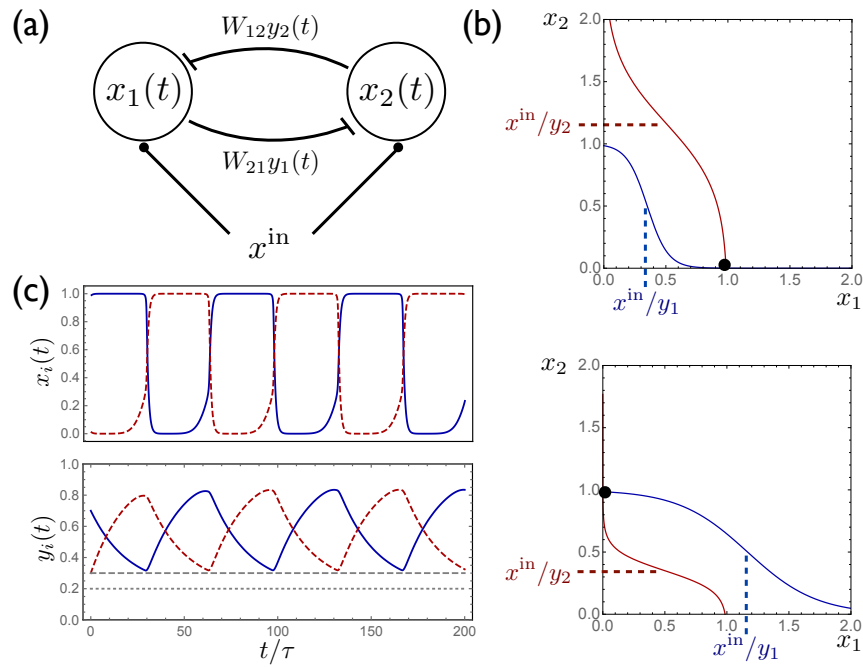 (a)
W₁₂y₂(t)
x₁(t)
x₂(t)
W₂₁y₁(t)
xⁱⁿ
(b)
x₂
2.0
1.5
xⁱⁿ/y₂
1.0
0.5
0.0
0.0 0.5 1.0 1.5 2.0
xⁱⁿ/y₁
x₁
(c)
xᵢ(t)
1.0
0.8
0.6
0.4
0.2
0.0
yᵢ(t)
1.0
0.8
0.6
0.4
0.2
0.0
0 50 100 150 200
t/τ
x₂
2.0
1.5
1.0
0.5
xⁱⁿ/y₂
0.0
0.0 0.5 1.0 1.5 2.0
xⁱⁿ/y₁
x₁